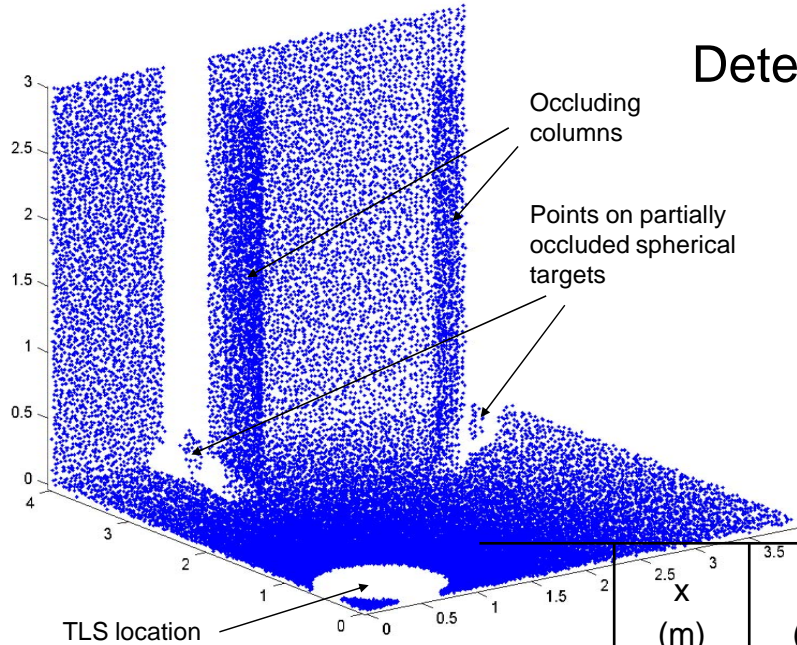 Dete
Occluding
columns
Points on partially
occluded spherical
targets
3
2.5
2
1.5
1
0.5
0
4
3
2
1
0
0
0.5
1
1.5
2
2.5
3
3.5
TLS location
x
(m)
(